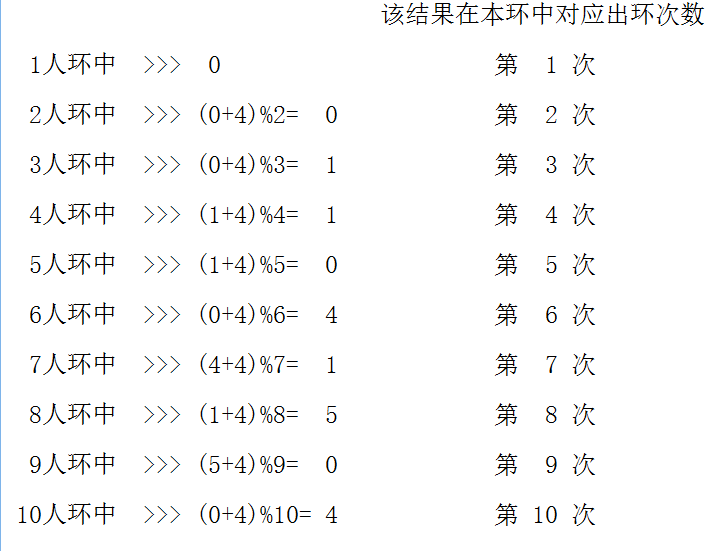 该结果在本环中对应出环次数
1人环中 >>> 0 第 1 次
2人环中 >>> (0+4)%2= 0 第 2 次
3人环中 >>> (0+4)%3= 1 第 3 次
4人环中 >>> (1+4)%4= 1 第 4 次
5人环中 >>> (1+4)%5= 0 第 5 次
6人环中 >>> (0+4)%6= 4 第 6 次
7人环中 >>> (4+4)%7= 1 第 7 次
8人环中 >>> (1+4)%8= 5 第 8 次
9人环中 >>> (5+4)%9= 0 第 9 次
10人环中 >>> (0+4)%10= 4 第 10 次